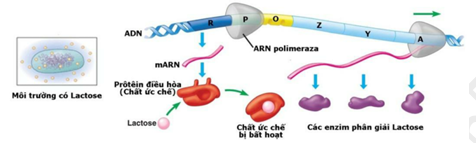 ADN
R
P
O
Z
Y
A
mARN
ARN polimeraza
Môi trường có Lactose
Prôtêin điều hòa
(Chất ức chế)
Lactose
Chất ức chế
bị bất hoạt
Các enzim phân giải Lactose